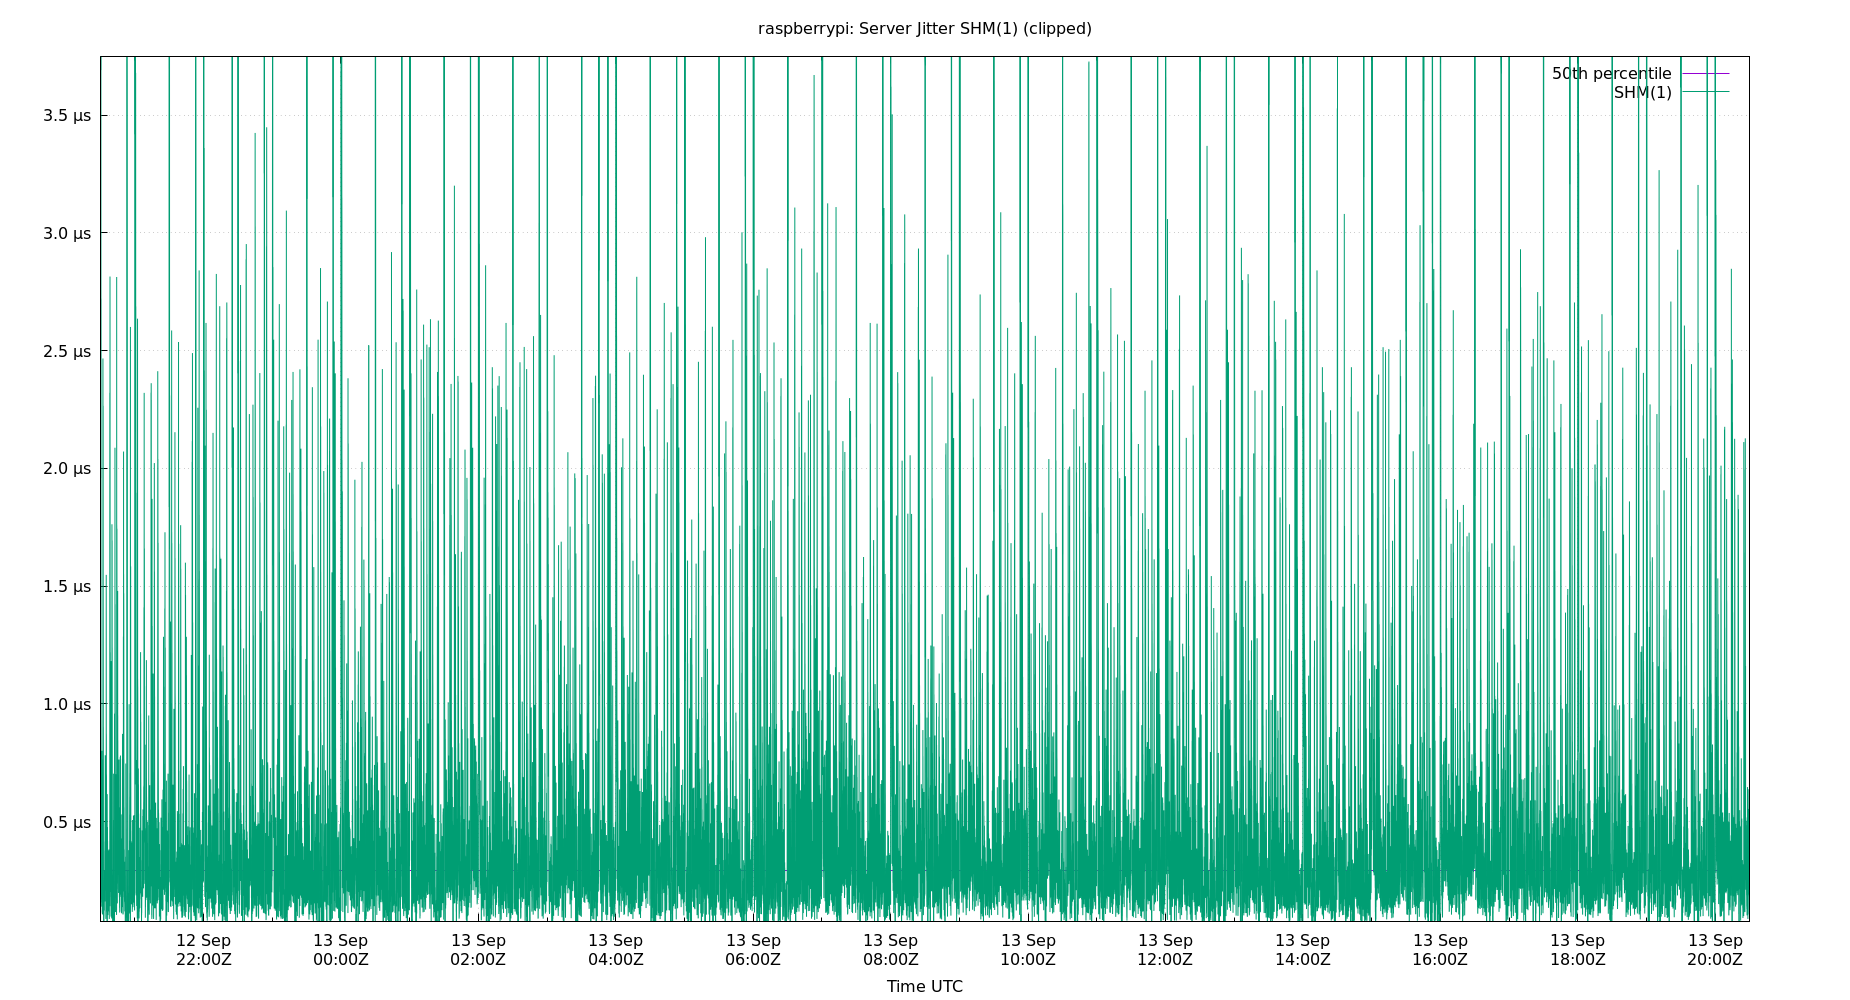 raspberrypi: Server Jitter SHM(1) (clipped)
50th percentile
SHM(1)
3.5 µs
3.0 µs
2.5 µs
2.0 µs
1.5 µs
1.0 µs
0.5 µs
12 Sep 13 Sep 13 Sep 13 Sep 13 Sep 13 Sep 13 Sep 13 Sep 13 Sep 13 Sep 13 Sep 13 Sep
22:00Z 00:00Z 02:00Z 04:00Z 06:00Z 08:00Z 10:00Z 12:00Z 14:00Z 16:00Z 18:00Z 20:00Z
Time UTC